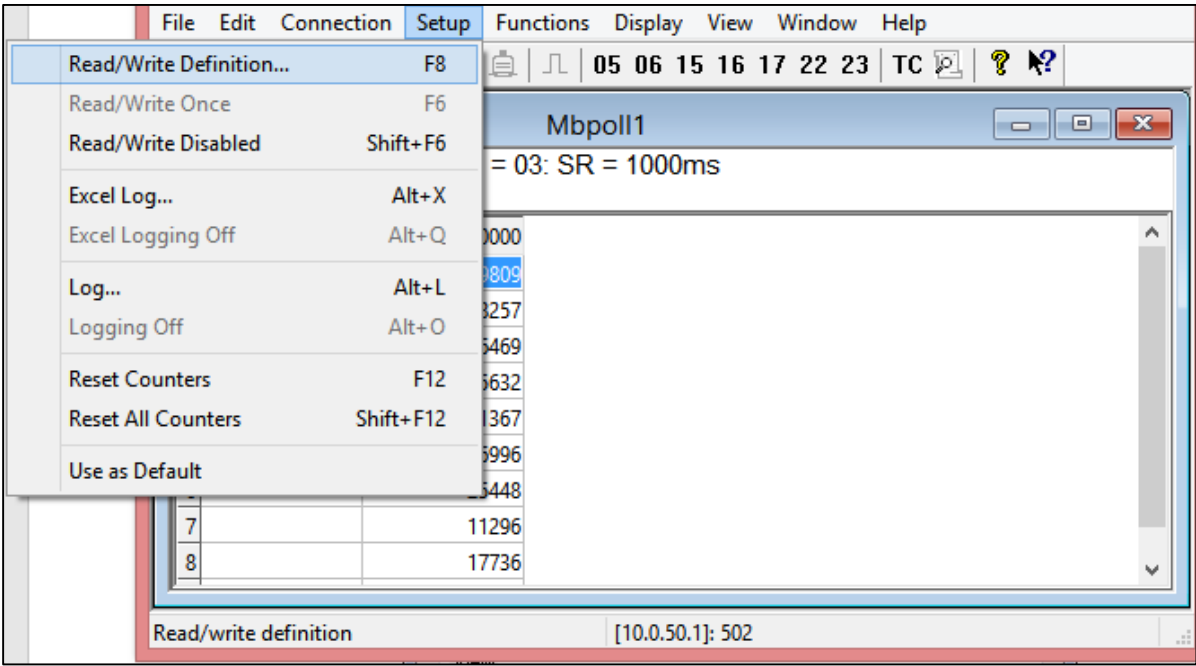 File Edit Connection Setup Functions Display View Window Help
Read/Write Definition... F8
05 06 15 16 17 22 23 TC
Read/Write Once F6
Read/Write Disabled Shift+F6
Mbpoll1
= 03: SR = 1000ms
Excel Log... Alt+X
Excel Logging Off Alt+Q
Log... Alt+L
Logging Off Alt+O
Reset Counters F12
Reset All Counters Shift+F12
Use as Default
7 11296
8 17736
Read/write definition [10.0.50.1]: 502